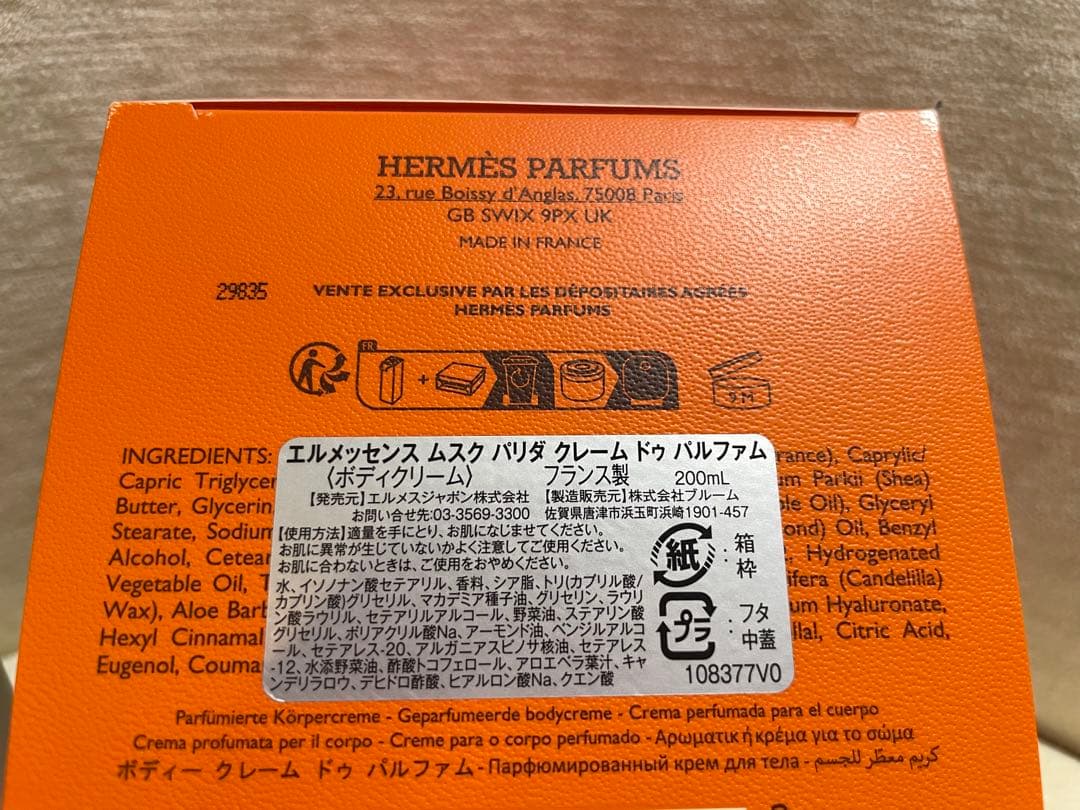 HERMÈS PARFUMS
23, rue Boissy d'Anglas, 75008 Paris
GB SW1X 9PX UK
MADE IN FRANCE
29835
VENTE EXCLUSIVE PAR LES DÉPOSITAIRES AGRÉÉS
HERMÈS PARFUMS
FR
+
9 M
INGREDIENTS:
Capric
Butter,
Stearate,
Alcohol,
Vegetable Oil,
Wax), Aloe
Hexyl
Eugenol,
Caprylic/
Parkii (Shea)
Oil), Glyceryl
Oil, Benzyl
Hydrogenated
(Candelilla)
Hyaluronate,
Citric Acid,
エルメッセンス ムスク パリダ クレーム ドゥ パルファム
〈ボディクリーム〉 フランス製 200mL
【発売元】エルメスジャポン株式会社 【製造販売元】株式会社ブルーム
お問い合せ先:03-3569-3300 佐賀県唐津市浜玉町浜崎1901-457
【使用方法】適量を手にとり、お肌になじませてください。
お肌に異常が生じていないかよく注意してご使用ください。
お肌に合わないときは、ご使用をおやめください。
水、イソノナン酸セテアリル、香料、シア脂、トリ(カプリル酸/
カプリン酸)グリセリル、マカデミア種子油、グリセリン、ラウリ
ン酸ラウリル、セテアリルアルコール、野菜油、ステアリン酸
グリセリル、ポリアクリル酸Na、アーモンド油、ベンジルアルコ
ール、セテアレス-20、アルガニアスピノサ核油、セテアレス
-12、水添野菜油、酢酸トコフェロール、アロエベラ葉汁、キャ
ンデリラロウ、デヒドロ酢酸、ヒアルロン酸Na、クエン酸
紙 : 箱
枠
プラ : フタ
中蓋
108377V0
Parfümierte Körpercreme - Geparfumeerde bodycreme - Crema perfumada para el cuerpo
Crema profumata per il corpo - Creme para o corpo perfumado - Αρωματική κρέμα για το σώμα
ボディー クレーム ドゥ パルファム - Парфюмированный крем для тела - كريم معطّر للجسم